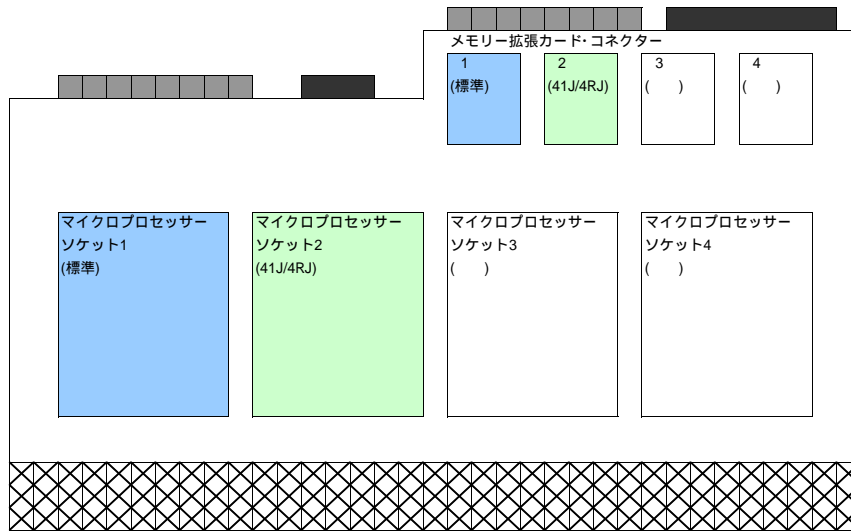 メモリー拡張カード・コネクター
1
(標準)
2
(41J/4RJ)
3
(　　)
4
(　　)
マイクロプロセッサー
ソケット1
(標準)
マイクロプロセッサー
ソケット2
(41J/4RJ)
マイクロプロセッサー
ソケット3
(　　)
マイクロプロセッサー
ソケット4
(　　)